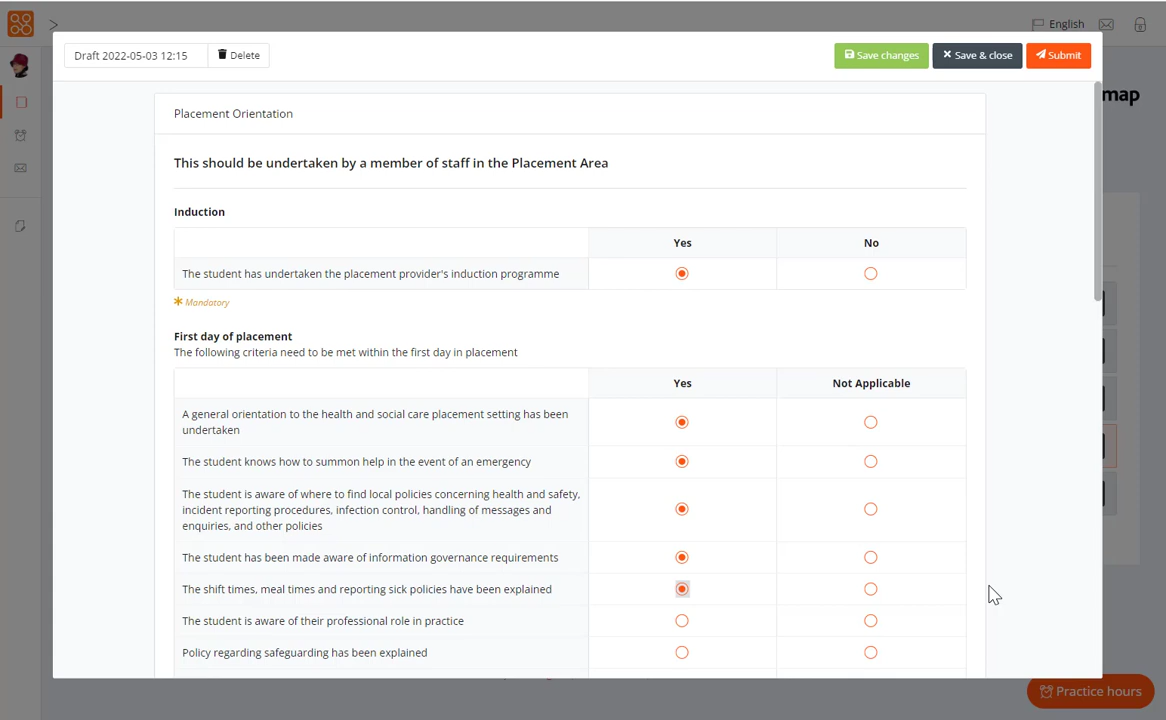 English
Draft 2022-05-03 12:15
Delete
Save changes
Save & close
Submit
map
Placement Orientation
This should be undertaken by a member of staff in the Placement Area
Induction
Yes
No
The student has undertaken the placement provider's induction programme
Mandatory
First day of placement
The following criteria need to be met within the first day in placement
Yes
Not Applicable
A general orientation to the health and social care placement setting has been
undertaken
The student knows how to summon help in the event of an emergency
The student is aware of where to find local policies concerning health and safety,
incident reporting procedures, infection control, handling of messages and
enquiries, and other policies
The student has been made aware of information governance requirements
The shift times, meal times and reporting sick policies have been explained
The student is aware of their professional role in practice
Policy regarding safeguarding has been explained
Practice hours